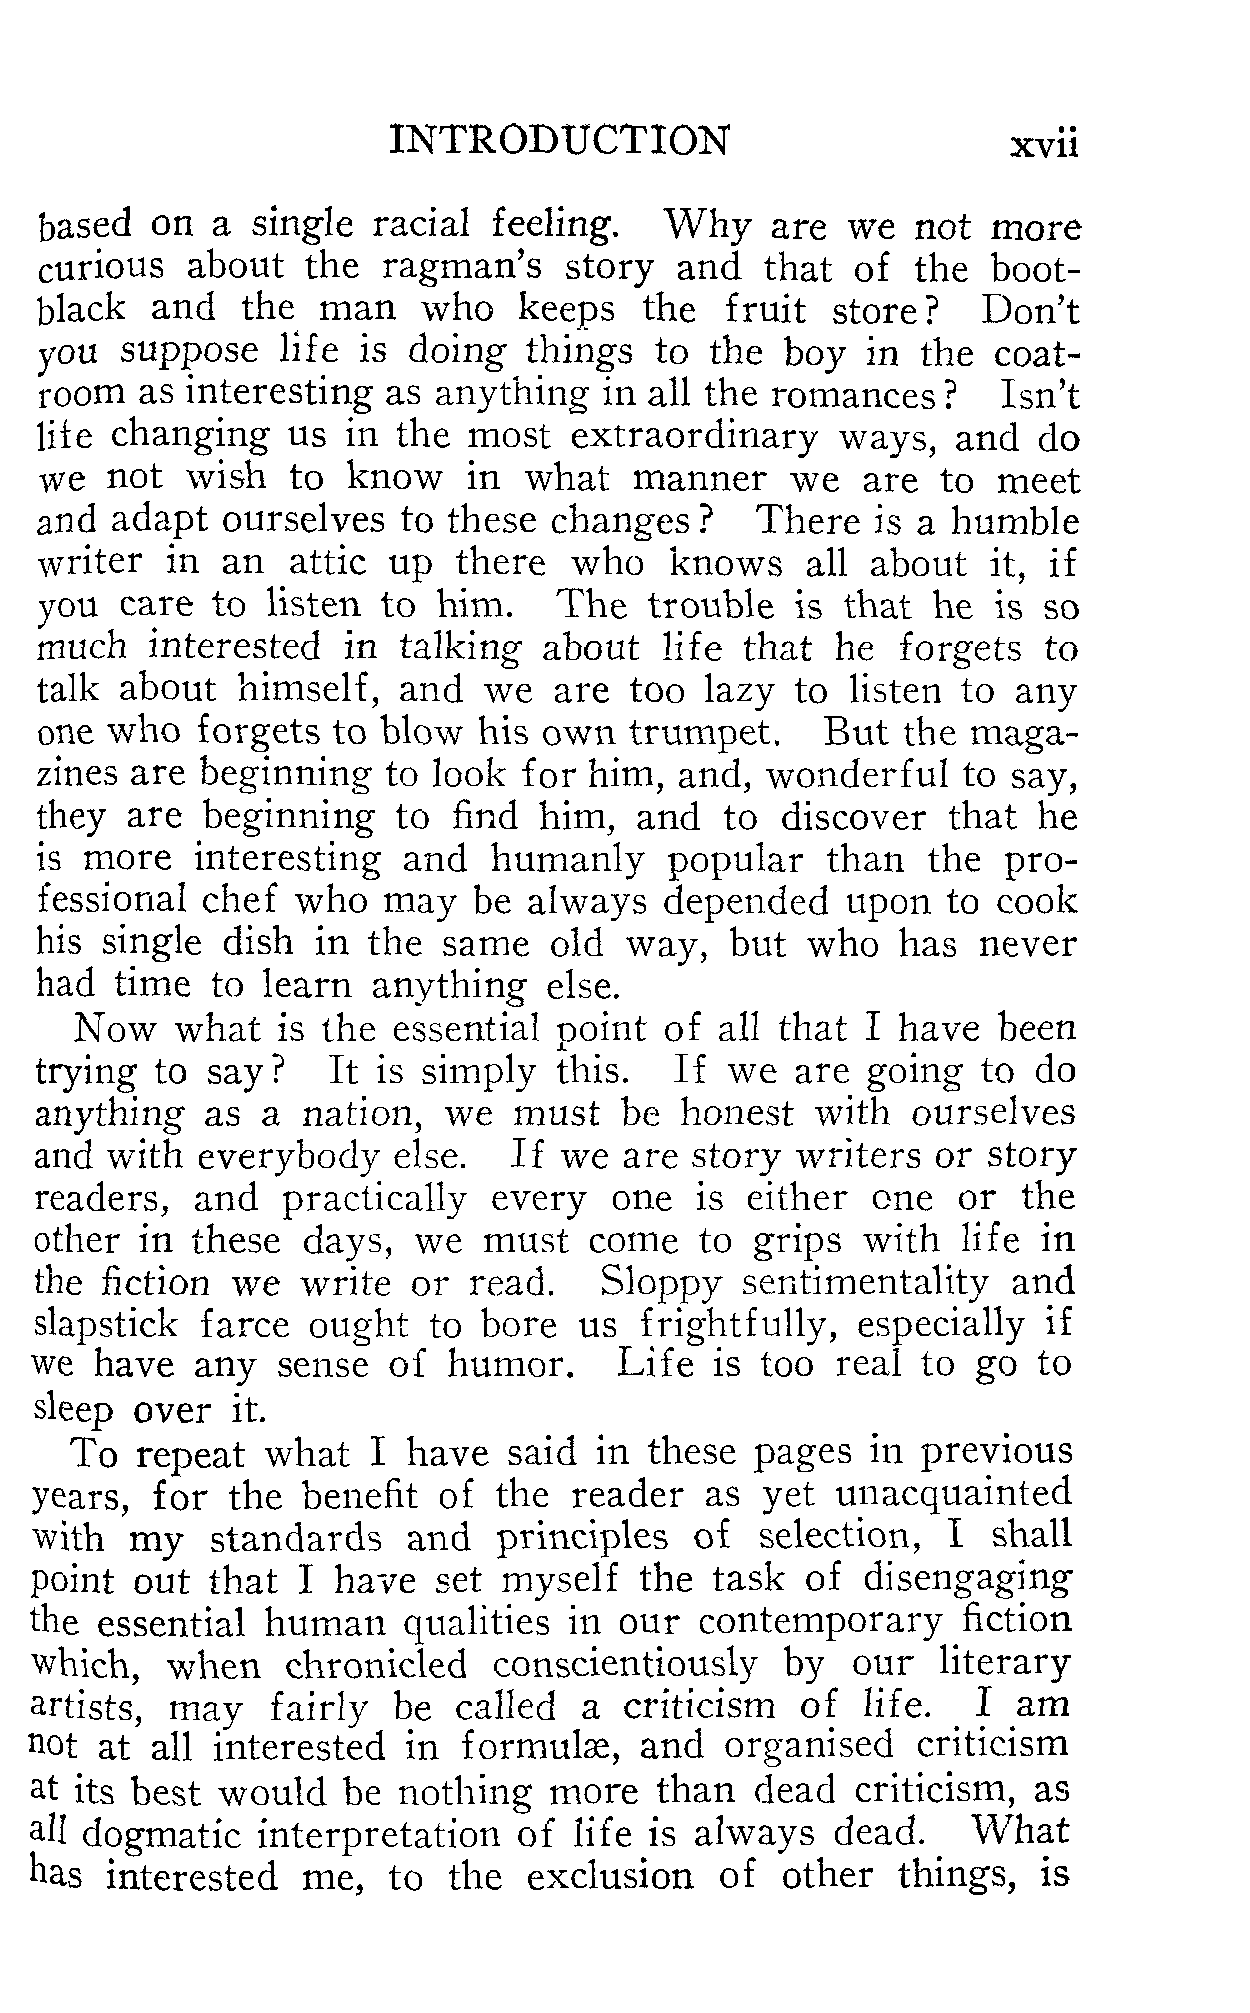 INTRODUCTION xvii
based on a single racial feeling. Why are we not more
curious about the ragman's story and that of the boot-
black and the man who keeps the fruit store? Don't
you suppose life is doing things to the boy in the coat-
room as interesting as anything in all the romances? Isn't
life changing us in the most extraordinary ways, and do
we not wish to know in what manner we are to meet
and adapt ourselves to these changes? There is a humble
writer in an attic up there who knows all about it, if
you care to listen to him. The trouble is that he is so
much interested in talking about life that he forgets to
talk about himself, and we are too lazy to listen to any
one who forgets to blow his own trumpet. But the maga-
zines are beginning to look for him, and, wonderful to say,
they are beginning to find him, and to discover that he
is more interesting and humanly popular than the pro-
fessional chef who may be always depended upon to cook
his single dish in the same old way, but who has never
had time to learn anything else.
Now what is the essential point of all that I have been
trying to say? It is simply this. If we are going to do
anything as a nation, we must be honest with ourselves
and with everybody else. If we are story writers or story
readers, and practically every one is either one or the
other in these days, we must come to grips with life in
the fiction we write or read. Sloppy sentimentality and
slapstick farce ought to bore us frightfully, especially if
we have any sense of humor. Life is too real to go to
sleep over it.
To repeat what I have said in these pages in previous
years, for the benefit of the reader as yet unacquainted
with my standards and principles of selection, I shall
point out that I have set myself the task of disengaging
the essential human qualities in our contemporary fiction
which, when chronicled conscientiously by our literary
artists, may fairly be called a criticism of life. I am
not at all interested in formulæ, and organised criticism
at its best would be nothing more than dead criticism, as
all dogmatic interpretation of life is always dead. What
has interested me, to the exclusion of other things, is